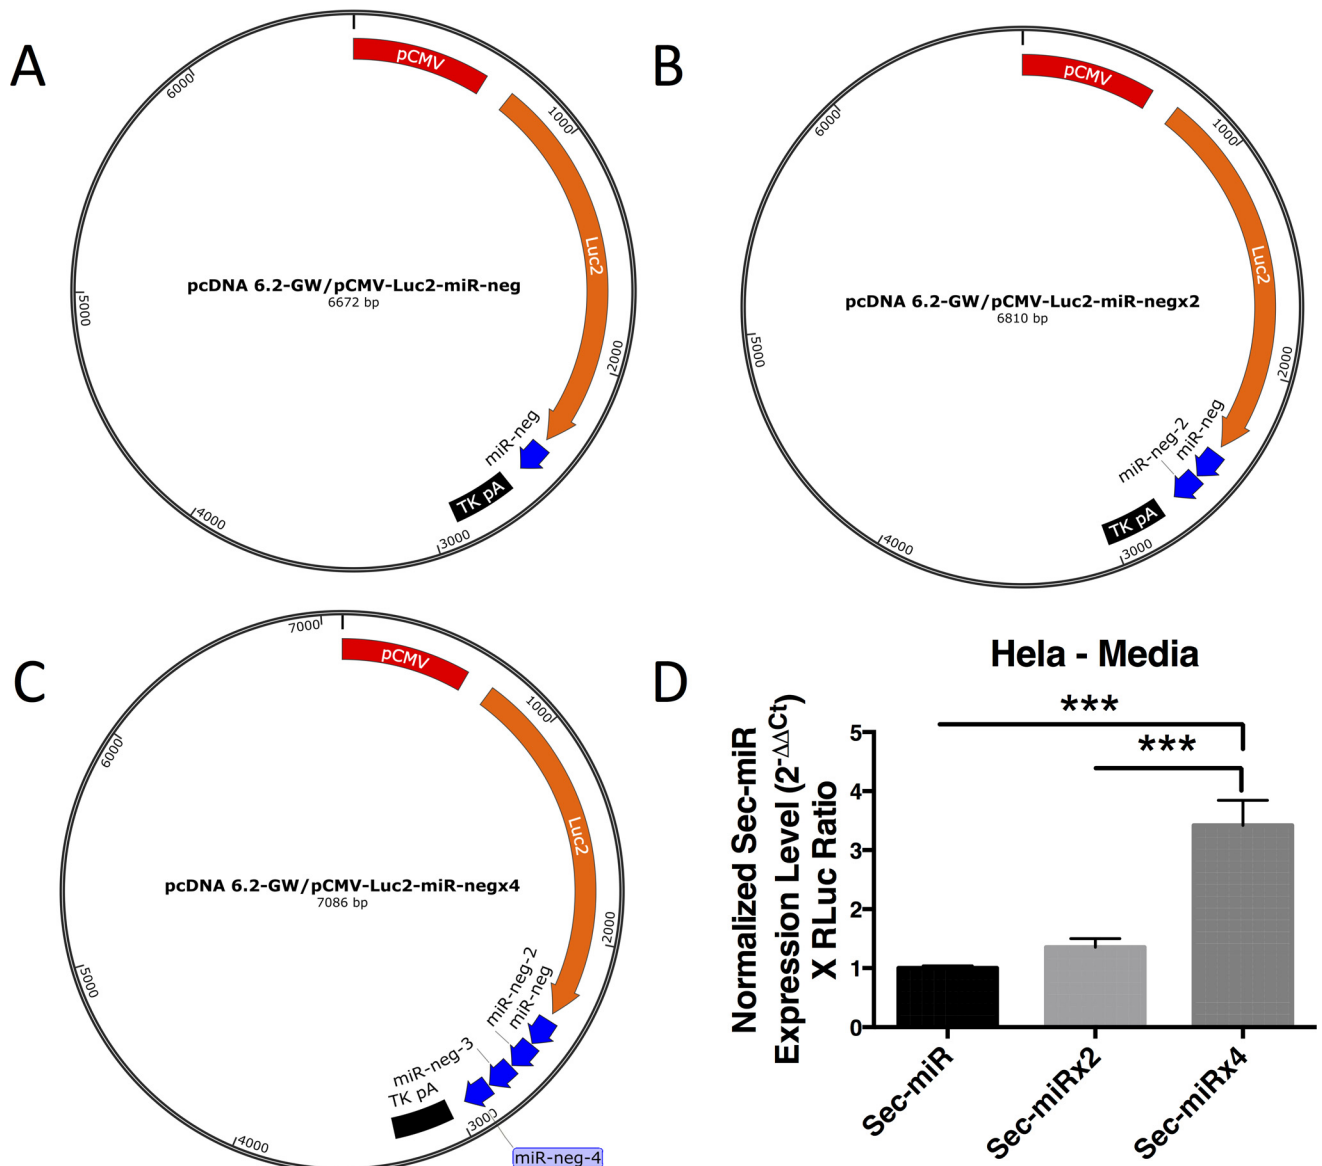 A
pCMV
1000
Luc2
2000
miR-neg
TK pA
3000
4000
5000
6000
pcDNA 6.2-GW/pCMV-Luc2-miR-neg
6672 bp
B
pCMV
1000
Luc2
2000
miR-neg
miR-neg-2
TK pA
3000
4000
5000
6000
pcDNA 6.2-GW/pCMV-Luc2-miR-negx2
6810 bp
C
7000
pCMV
1000
Luc2
2000
miR-neg
miR-neg-2
miR-neg-3
TK pA
3000
miR-neg-4
4000
5000
6000
pcDNA 6.2-GW/pCMV-Luc2-miR-negx4
7086 bp
D
Hela - Media
***
***
Normalized Sec-miR
Expression Level (2-ΔΔCt)
X RLuc Ratio
5
4
3
2
1
0
Sec-miR
Sec-miRx2
Sec-miRx4